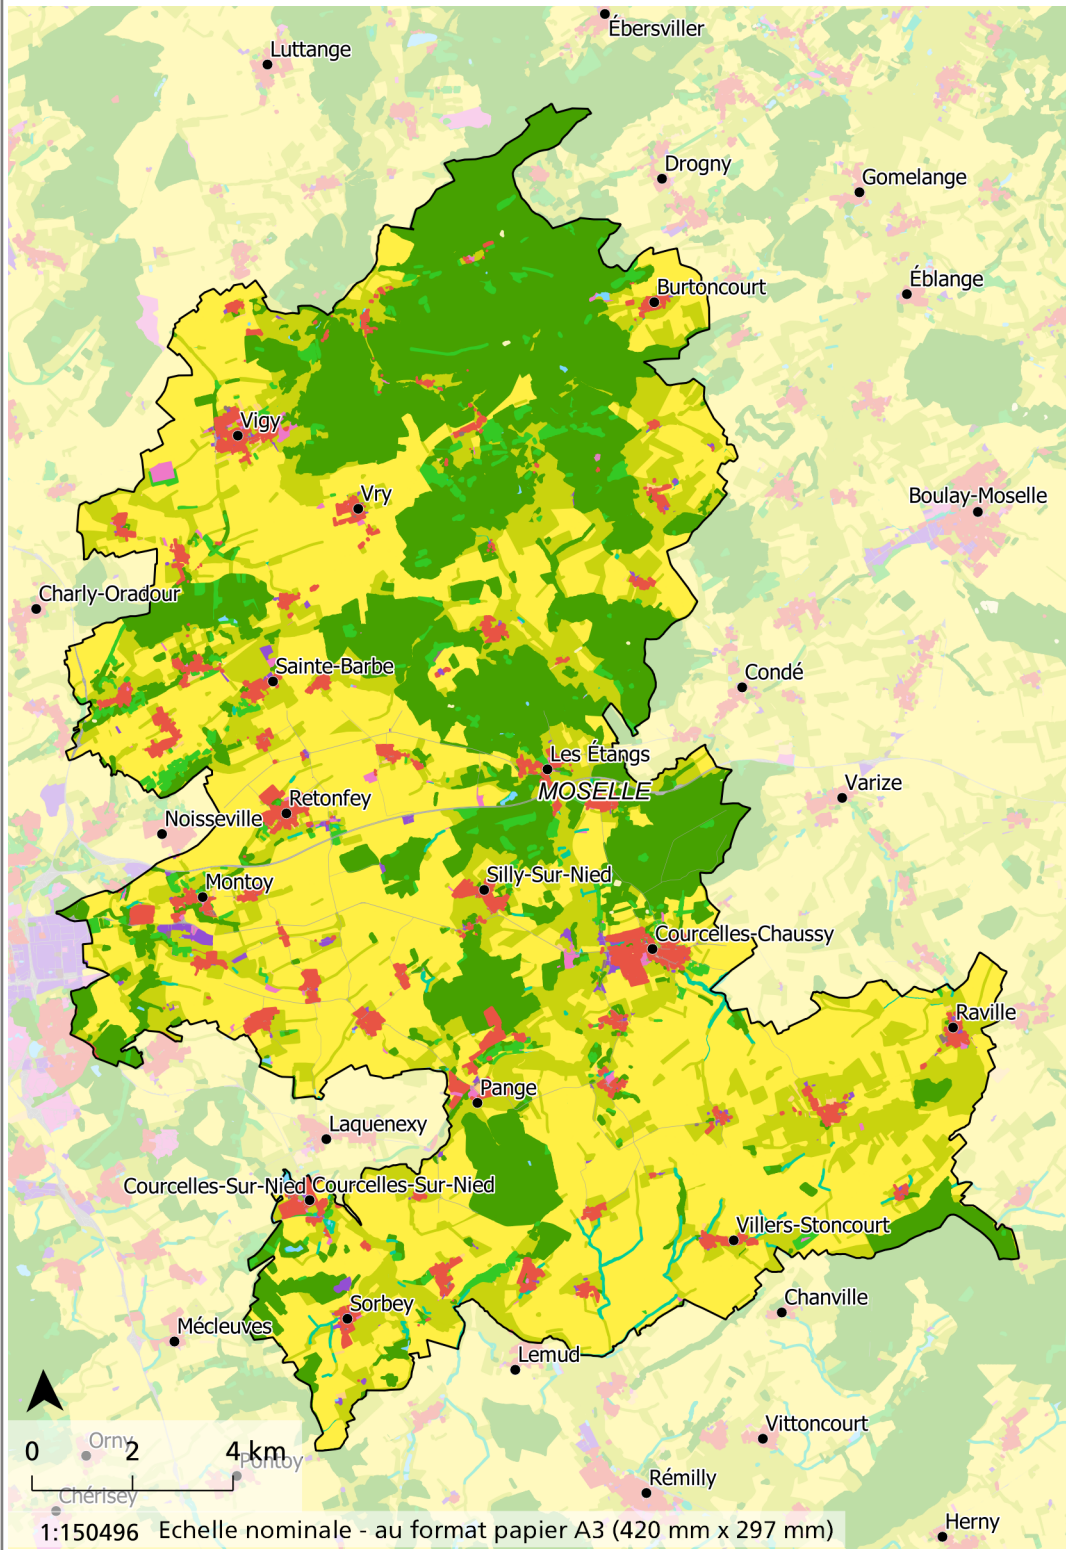 Ébersviller
Luttange
Drogny
Gomelange
Éblange
Burtoncourt
Vigy
Vry
Boulay-Moselle
Charly-Oradour
Sainte-Barbe
Condé
Les Étangs
MOSELLE
Varize
Retonfey
Noisseville
Silly-Sur-Nied
Montoy
Courcelles-Chaussy
Raville
Pange
Laquenexy
Courcelles-Sur-Nied Courcelles-Sur-Nied
Villers-Stoncourt
Chanville
Sorbey
Mécleuves
Lemud
Vittoncourt
Orny
0 2 4 km
Pontoy
Rémilly
Chérisey
Herny
1:150496 Echelle nominale - au format papier A3 (420 mm x 297 mm)